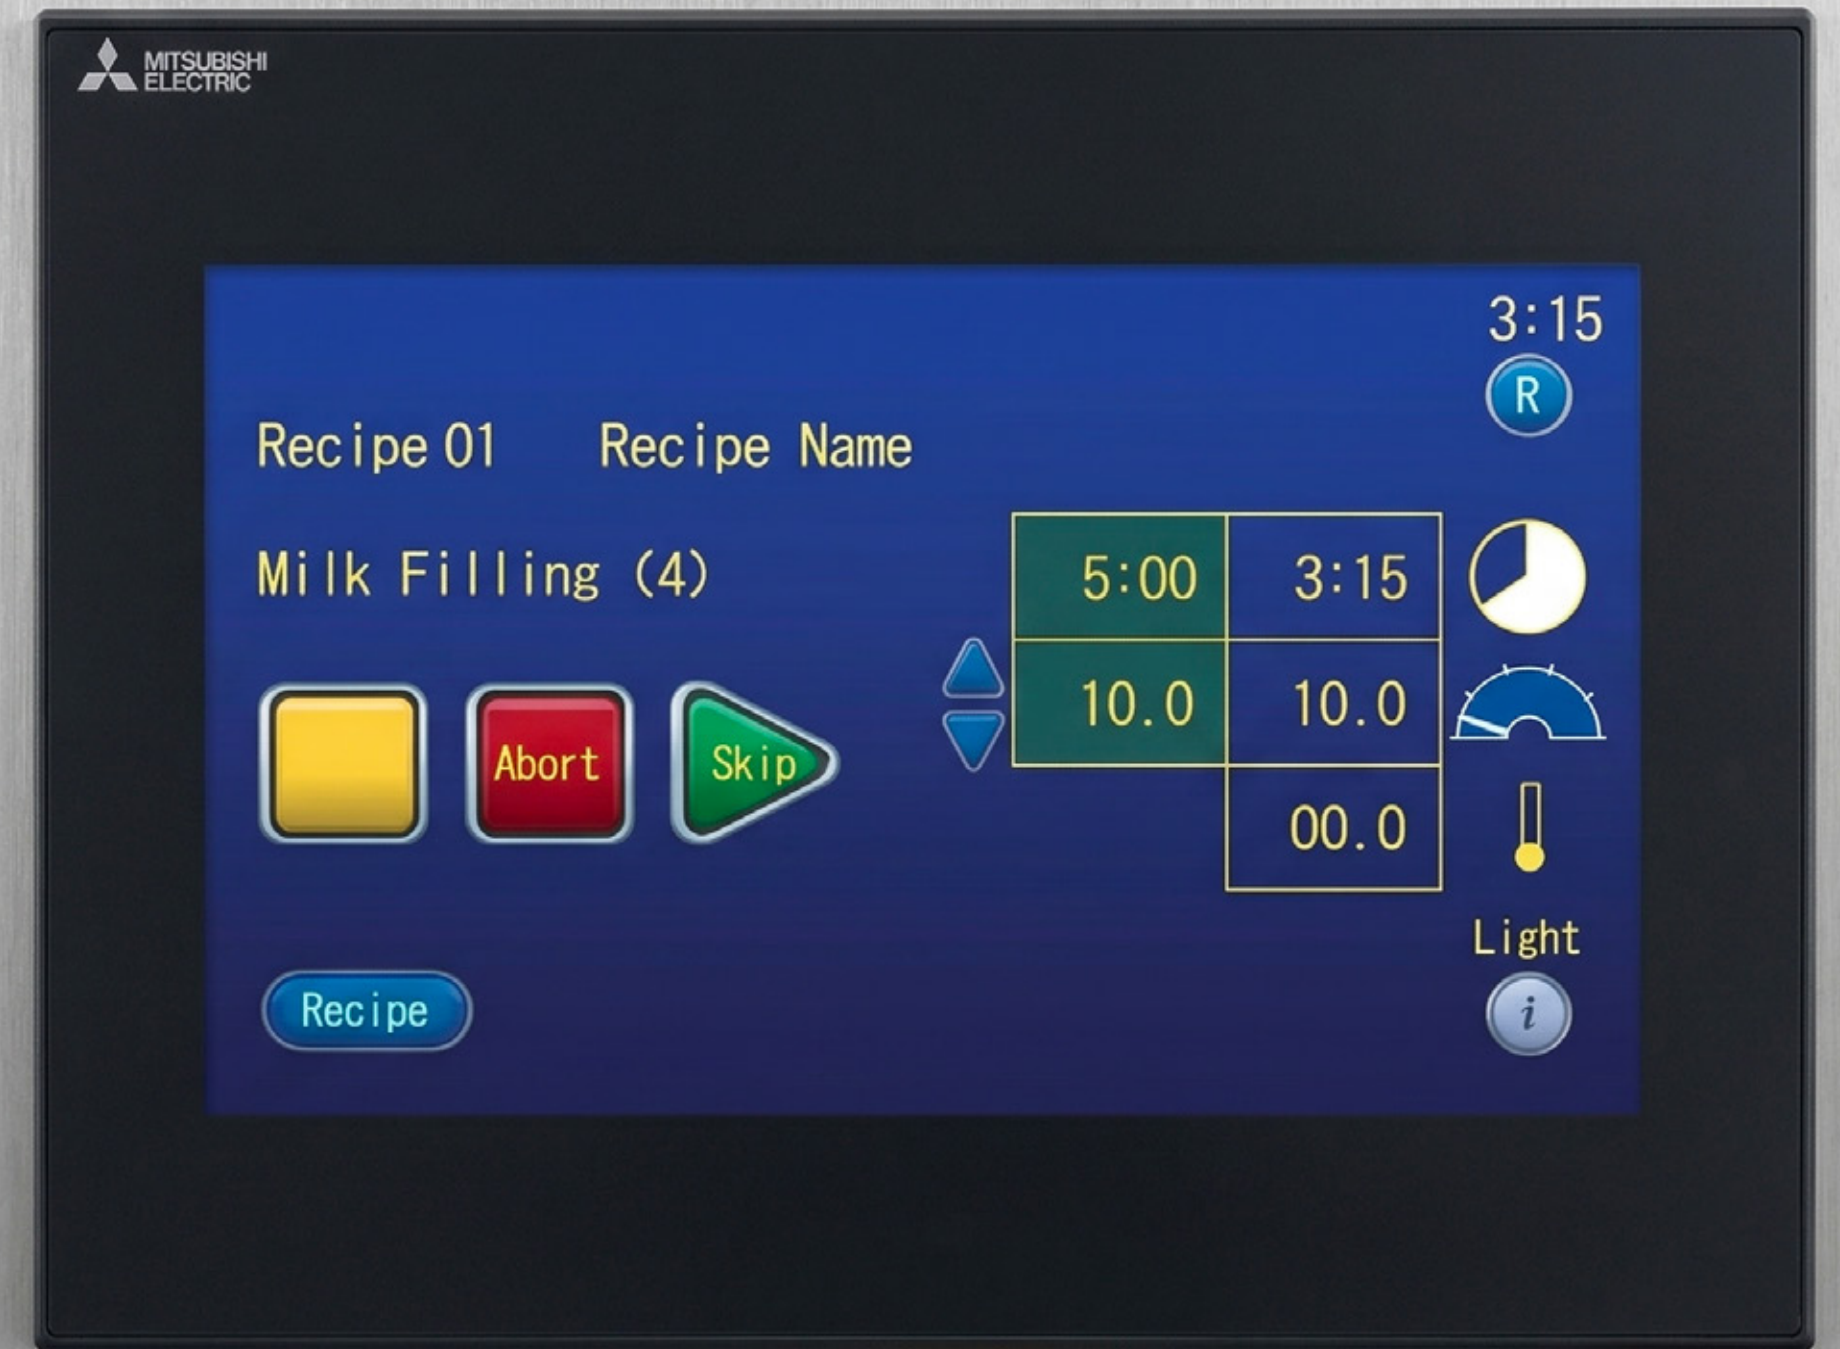 MITSUBISHI
ELECTRIC
3:15
R
Recipe 01 Recipe Name
Milk Filling (4)
5:00 3:15
10.0 10.0
Abort
Skip
00.0
Light
Recipe
i